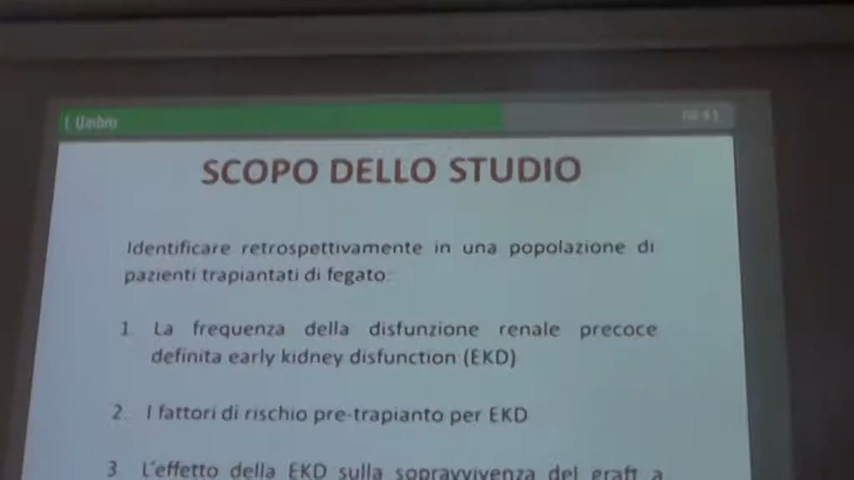 I Umbro
SCOPO DELLO STUDIO
Identificare retrospettivamente in una popolazione di
pazienti trapiantati di fegato:
1. La frequenza della disfunzione renale precoce
definita early kidney disfunction (EKD)
2. I fattori di rischio pre-trapianto per EKD
3. L'effetto della EKD sulla sopravvivenza del graft a